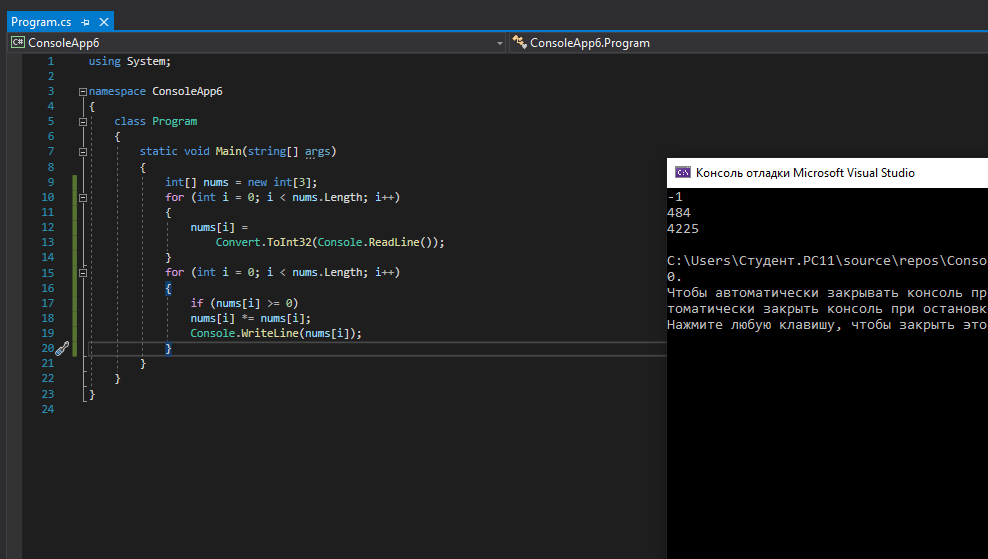 Program.cs
ConsoleApp6
ConsoleApp6.Program
1 using System;
2
3 namespace ConsoleApp6
4 {
5 class Program
6 {
7 static void Main(string[] args)
8 {
9 int[] nums = new int[3];
10 for (int i = 0; i < nums.Length; i++)
11 {
12 nums[i] =
13 Convert.ToInt32(Console.ReadLine());
14 }
15 for (int i = 0; i < nums.Length; i++)
16 {
17 if (nums[i] >= 0)
18 nums[i] *= nums[i];
19 Console.WriteLine(nums[i]);
20 }
21 }
22 }
23 }
24
Консоль отладки Microsoft Visual Studio
-1
484
4225
C:\Users\Студент.PC11\source\repos\Conso
0.
Чтобы автоматически закрывать консоль пр
томатически закрыть консоль при остановк
Нажмите любую клавишу, чтобы закрыть это